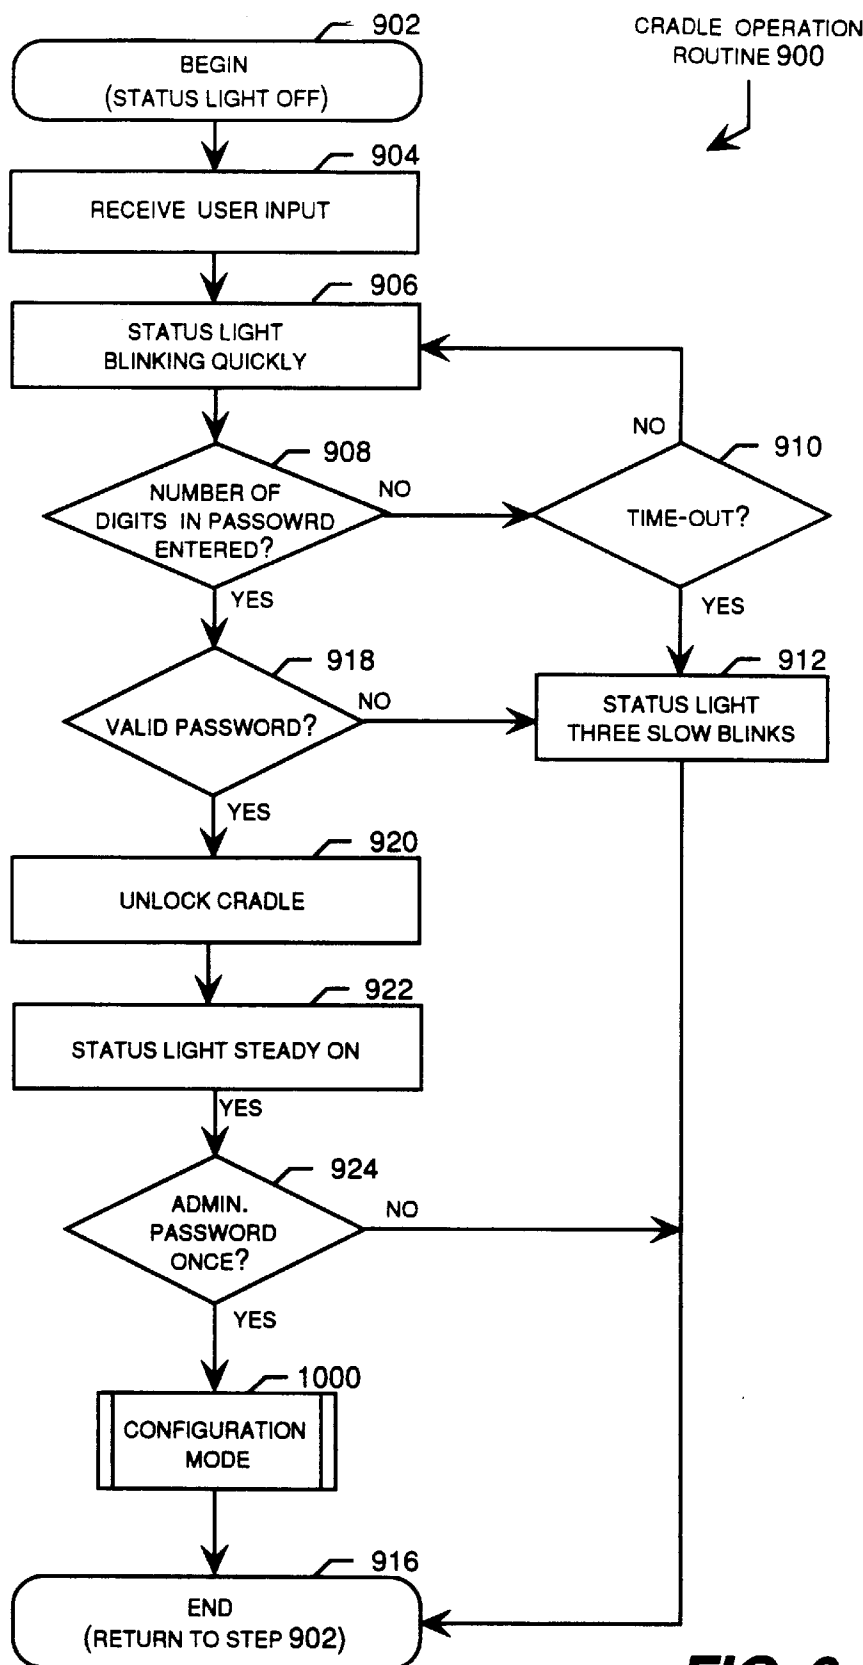 902
CRADLE OPERATION
ROUTINE 900
BEGIN
(STATUS LIGHT OFF)
904
RECEIVE USER INPUT
906
STATUS LIGHT
BLINKING QUICKLY
NO
908
910
NUMBER OF
DIGITS IN PASSOWRD
ENTERED?
NO
TIME-OUT?
YES
YES
918
912
VALID PASSWORD?
NO
STATUS LIGHT
THREE SLOW BLINKS
YES
920
UNLOCK CRADLE
922
STATUS LIGHT STEADY ON
YES
924
ADMIN.
PASSWORD
ONCE?
NO
YES
1000
CONFIGURATION
MODE
916
END
(RETURN TO STEP 902)
FIG.